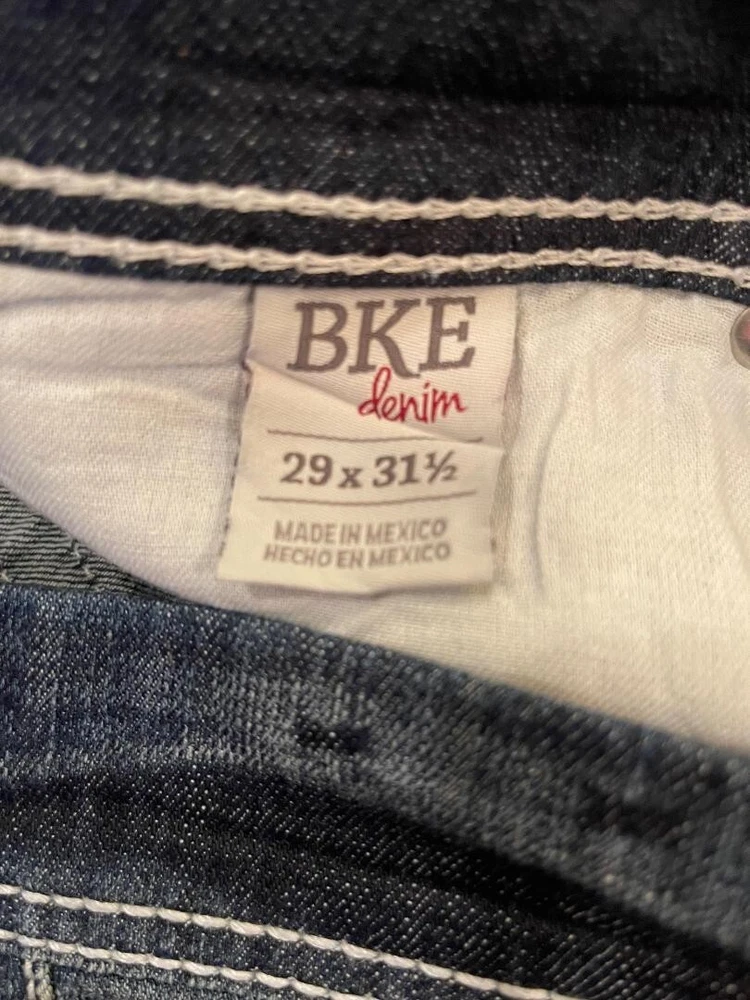 BKE
denim
29 x 31½
MADE IN MEXICO
HECHO EN MEXICO